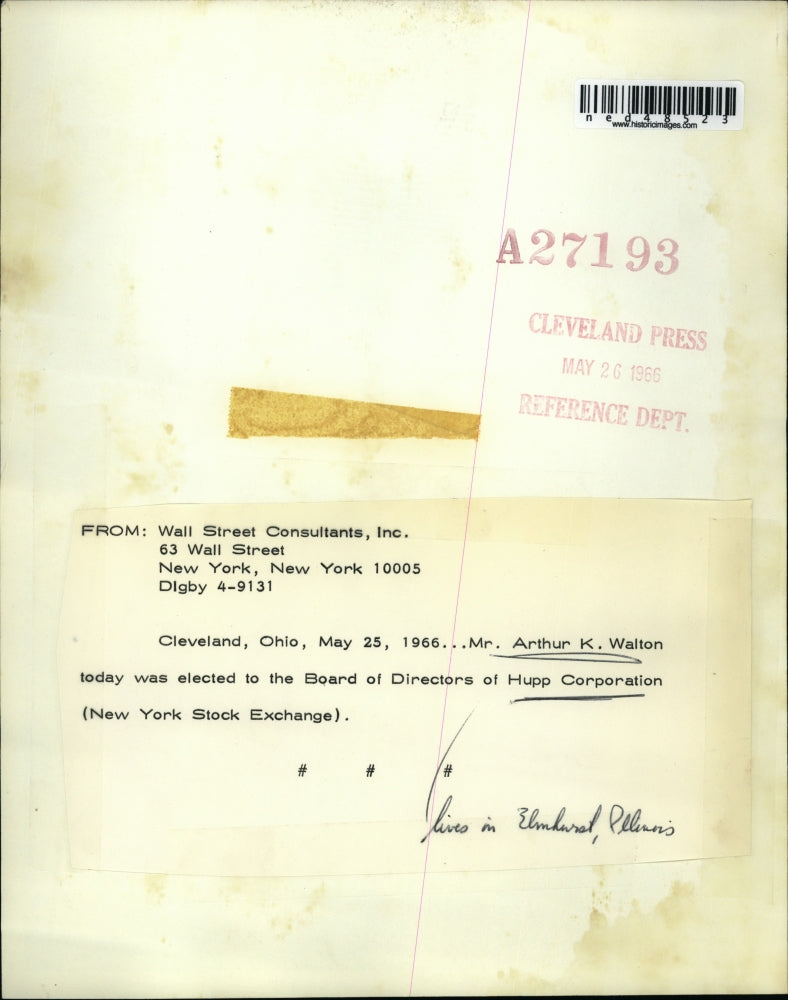 ned48523
www.historicimages.com
A27193
CLEVELAND PRESS
MAY 26 1966
REFERENCE DEPT.
FROM: Wall Street Consultants, Inc.
63 Wall Street
New York, New York 10005
DIgby 4-9131
Cleveland, Ohio, May 25, 1966...Mr. Arthur K. Walton
today was elected to the Board of Directors of Hupp Corporation
(New York Stock Exchange).
# # #
lives in Elmhurst, Illinois